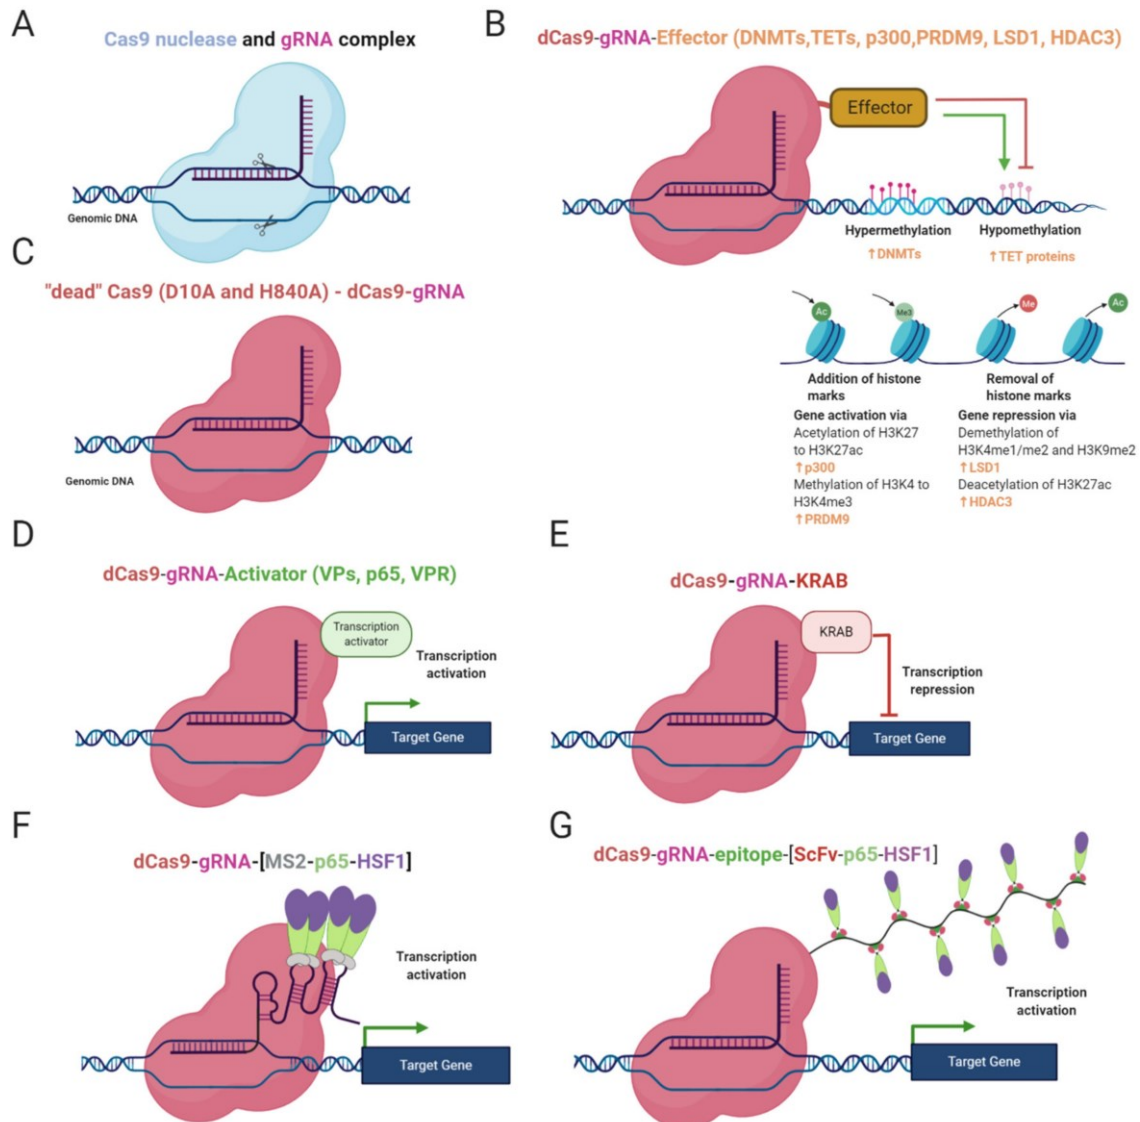 A
Cas9 nuclease and gRNA complex
Genomic DNA
B
dCas9-gRNA-Effector (DNMTs,TETs, p300,PRDM9, LSD1, HDAC3)
Effector
Hypermethylation
↑DNMTs
Hypomethylation
↑TET proteins
Ac
Me3
Me
Ac
Addition of histone
marks
Gene activation via
Acetylation of H3K27
to H3K27ac
↑p300
Methylation of H3K4 to
H3K4me3
↑PRDM9
Removal of
histone marks
Gene repression via
Demethylation of
H3K4me1/me2 and H3K9me2
↑LSD1
Deacetylation of H3K27ac
↑HDAC3
C
"dead" Cas9 (D10A and H840A) - dCas9-gRNA
Genomic DNA
D
dCas9-gRNA-Activator (VPs, p65, VPR)
Transcription
activator
Transcription
activation
Target Gene
E
dCas9-gRNA-KRAB
KRAB
Transcription
repression
Target Gene
F
dCas9-gRNA-[MS2-p65-HSF1]
Transcription
activation
Target Gene
G
dCas9-gRNA-epitope-[ScFv-p65-HSF1]
Transcription
activation
Target Gene